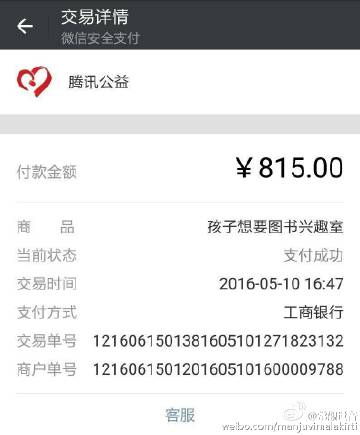 交易详情
微信安全支付
腾讯公益
付款金额 ￥815.00
商 品 孩子想要图书兴趣室
当前状态 支付成功
交易时间 2016-05-10 16:47
支付方式 工商银行
交易单号 1216061501381605101271823132
商户单号 1216061501201605101600009788
客服
weibo.com/manjuvimalakirti